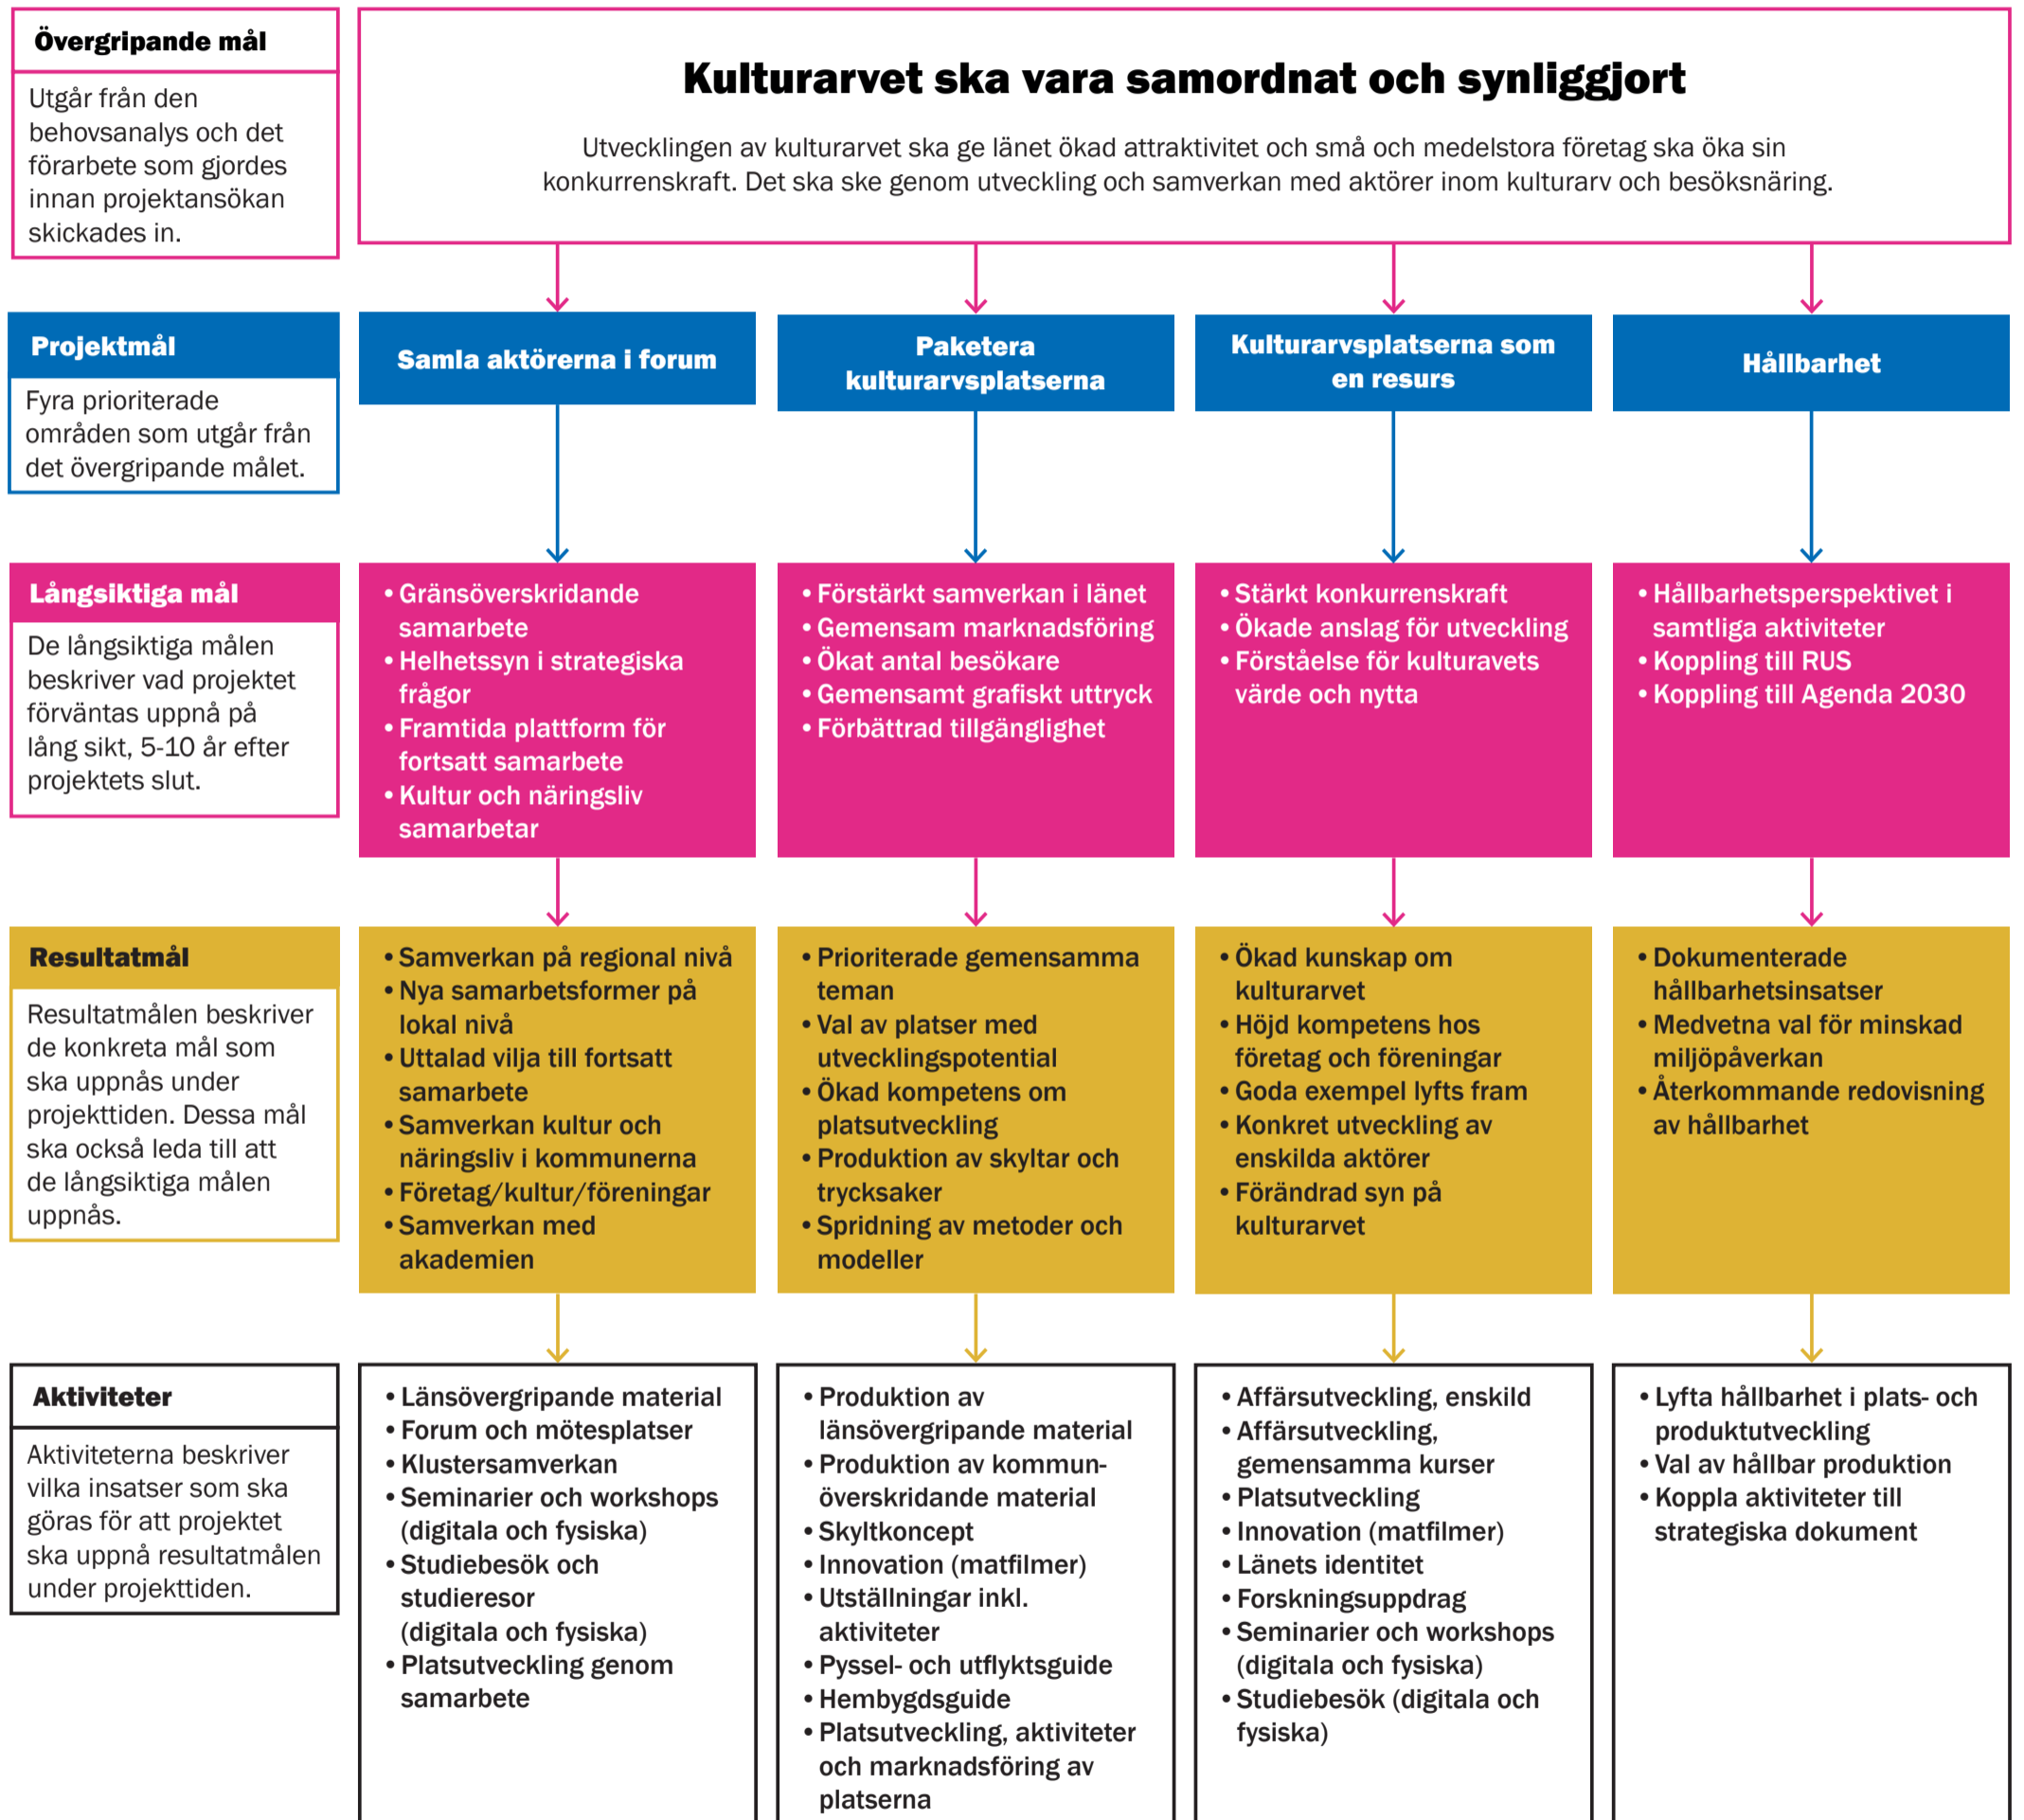 Övergripande mål
Utgår från den
behovsanalys och det
förarbete som gjordes
innan projektansökan
skickades in.
Kulturarvet ska vara samordnat och synliggjort
Utvecklingen av kulturarvet ska ge länet ökad attraktivitet och små och medelstora företag ska öka sin
konkurrenskraft. Det ska ske genom utveckling och samverkan med aktörer inom kulturarv och besöksnäring.
Projektmål
Fyra prioriterade
områden som utgår från
det övergripande målet.
Samla aktörerna i forum
Paketera
kulturarvsplatserna
Kulturarvsplatserna som
en resurs
Hållbarhet
Långsiktiga mål
De långsiktiga målen
beskriver vad projektet
förväntas uppnå på
lång sikt, 5-10 år efter
projektets slut.
• Gränsöverskridande
samarbete
• Helhetssyn i strategiska
frågor
• Framtida plattform för
fortsatt samarbete
• Kultur och näringsliv
samarbetar
• Förstärkt samverkan i länet
• Gemensam marknadsföring
• Ökat antal besökare
• Gemensamt grafiskt uttryck
• Förbättrad tillgänglighet
• Stärkt konkurrenskraft
• Ökade anslag för utveckling
• Förståelse för kulturavets
värde och nytta
• Hållbarhetsperspektivet i
samtliga aktiviteter
• Koppling till RUS
• Koppling till Agenda 2030
Resultatmål
Resultatmålen beskriver
de konkreta mål som
ska uppnås under
projekttiden. Dessa mål
ska också leda till att
de långsiktiga målen
uppnås.
• Samverkan på regional nivå
• Nya samarbetsformer på
lokal nivå
• Uttalad vilja till fortsatt
samarbete
• Samverkan kultur och
näringsliv i kommunerna
• Företag/kultur/föreningar
• Samverkan med
akademien
• Prioriterade gemensamma
teman
• Val av platser med
utvecklingspotential
• Ökad kompetens om
platsutveckling
• Produktion av skyltar och
trycksaker
• Spridning av metoder och
modeller
• Ökad kunskap om
kulturarvet
• Höjd kompetens hos
företag och föreningar
• Goda exempel lyfts fram
• Konkret utveckling av
enskilda aktörer
• Förändrad syn på
kulturarvet
• Dokumenterade
hållbarhetsinsatser
• Medvetna val för minskad
miljöpåverkan
• Återkommande redovisning
av hållbarhet
Aktiviteter
Aktiviteterna beskriver
vilka insatser som ska
göras för att projektet
ska uppnå resultatmålen
under projekttiden.
• Länsövergripande material
• Forum och mötesplatser
• Klustersamverkan
• Seminarier och workshops
(digitala och fysiska)
• Studiebesök och
studieresor
(digitala och fysiska)
• Platsutveckling genom
samarbete
• Produktion av
länsövergripande material
• Produktion av kommun-
överskridande material
• Skyltkoncept
• Innovation (matfilmer)
• Utställningar inkl.
aktiviteter
• Pyssel- och utflyktsguide
• Hembygdsguide
• Platsutveckling, aktiviteter
och marknadsföring av
platserna
• Affärsutveckling, enskild
• Affärsutveckling,
gemensamma kurser
• Platsutveckling
• Innovation (matfilmer)
• Länets identitet
• Forskningsuppdrag
• Seminarier och workshops
(digitala och fysiska)
• Studiebesök (digitala och
fysiska)
• Lyfta hållbarhet i plats- och
produktutveckling
• Val av hållbar produktion
• Koppla aktiviteter till
strategiska dokument